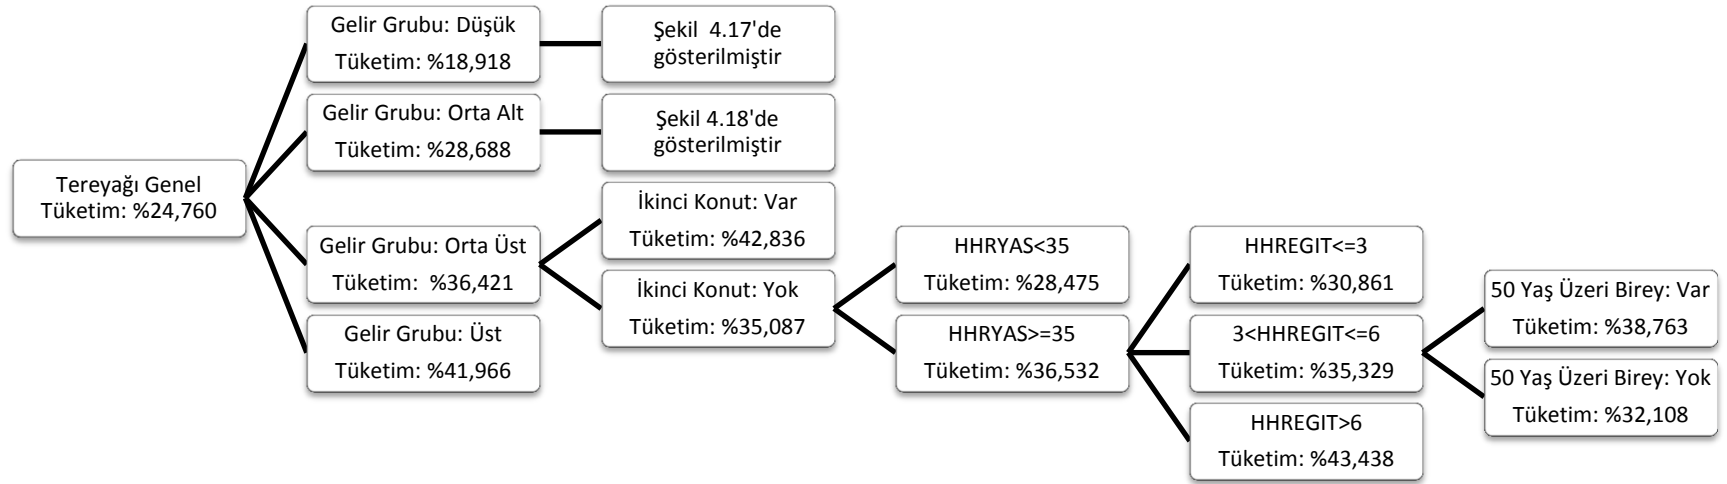 Tereyağı Genel
Tüketim: %24,760
Gelir Grubu: Düşük
Tüketim: %18,918
Şekil  4.17'de
gösterilmiştir
Gelir Grubu: Orta Alt
Tüketim: %28,688
Şekil 4.18'de
gösterilmiştir
Gelir Grubu: Orta Üst
Tüketim:  %36,421
Gelir Grubu: Üst
Tüketim: %41,966
İkinci Konut: Var
Tüketim: %42,836
İkinci Konut: Yok
Tüketim: %35,087
HHRYAS<35
Tüketim: %28,475
HHRYAS>=35
Tüketim: %36,532
HHREGIT<=3
Tüketim: %30,861
3<HHREGIT<=6
Tüketim: %35,329
HHREGIT>6
Tüketim: %43,438
50 Yaş Üzeri Birey: Var
Tüketim: %38,763
50 Yaş Üzeri Birey: Yok
Tüketim: %32,108